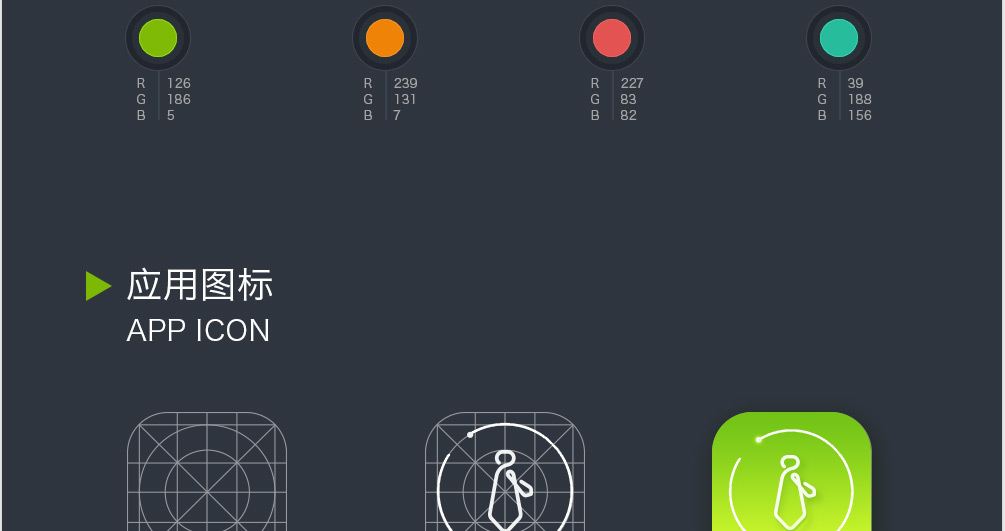 R 126 R 239 R 227 R 39
G 186 G 131 G 83 G 188
B 5 B 7 B 82 B 156
应用图标
APP ICON